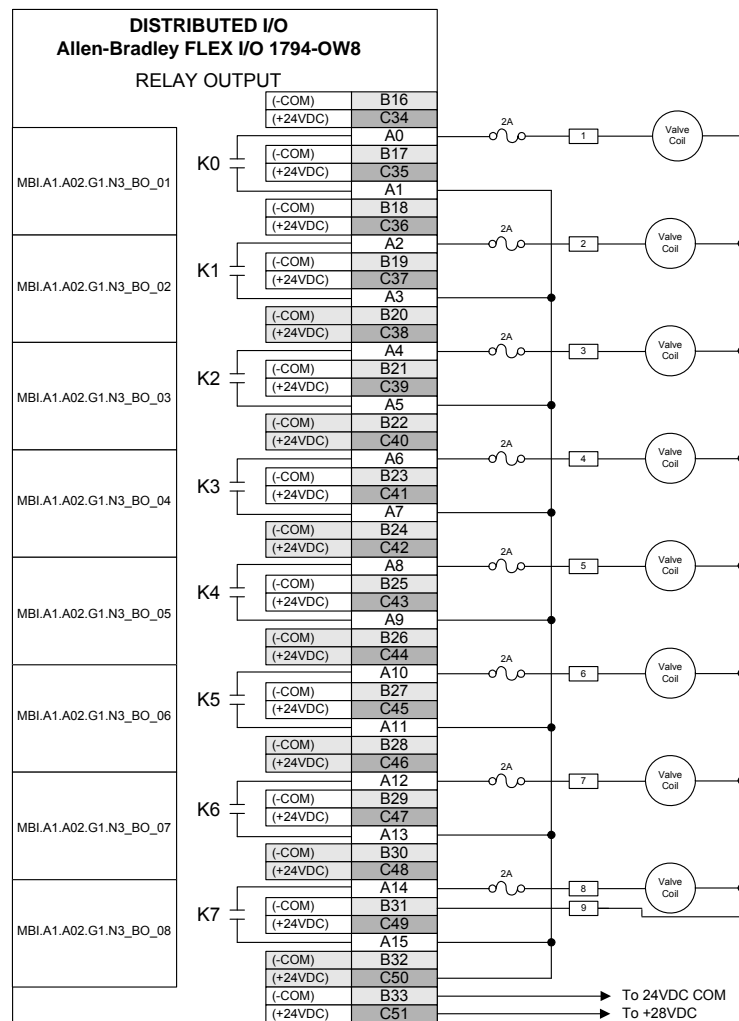 DISTRIBUTED I/O
Allen-Bradley FLEX I/O 1794-OW8
RELAY OUTPUT
(-COM) B16
(+24VDC) C34
A0 2A 1 Valve Coil
MBI.A1.A02.G1.N3_BO_01 K0 (-COM) B17
(+24VDC) C35
A1
(-COM) B18
(+24VDC) C36
A2 2A 2 Valve Coil
MBI.A1.A02.G1.N3_BO_02 K1 (-COM) B19
(+24VDC) C37
A3
(-COM) B20
(+24VDC) C38
A4 2A 3 Valve Coil
MBI.A1.A02.G1.N3_BO_03 K2 (-COM) B21
(+24VDC) C39
A5
(-COM) B22
(+24VDC) C40
A6 2A 4 Valve Coil
MBI.A1.A02.G1.N3_BO_04 K3 (-COM) B23
(+24VDC) C41
A7
(-COM) B24
(+24VDC) C42
A8 2A 5 Valve Coil
MBI.A1.A02.G1.N3_BO_05 K4 (-COM) B25
(+24VDC) C43
A9
(-COM) B26
(+24VDC) C44
A10 2A 6 Valve Coil
MBI.A1.A02.G1.N3_BO_06 K5 (-COM) B27
(+24VDC) C45
A11
(-COM) B28
(+24VDC) C46
A12 2A 7 Valve Coil
MBI.A1.A02.G1.N3_BO_07 K6 (-COM) B29
(+24VDC) C47
A13
(-COM) B30
(+24VDC) C48
A14 2A 8 Valve Coil
MBI.A1.A02.G1.N3_BO_08 K7 (-COM) B31 9
(+24VDC) C49
A15
(-COM) B32
(+24VDC) C50
(-COM) B33 To 24VDC COM
(+24VDC) C51 To +28VDC